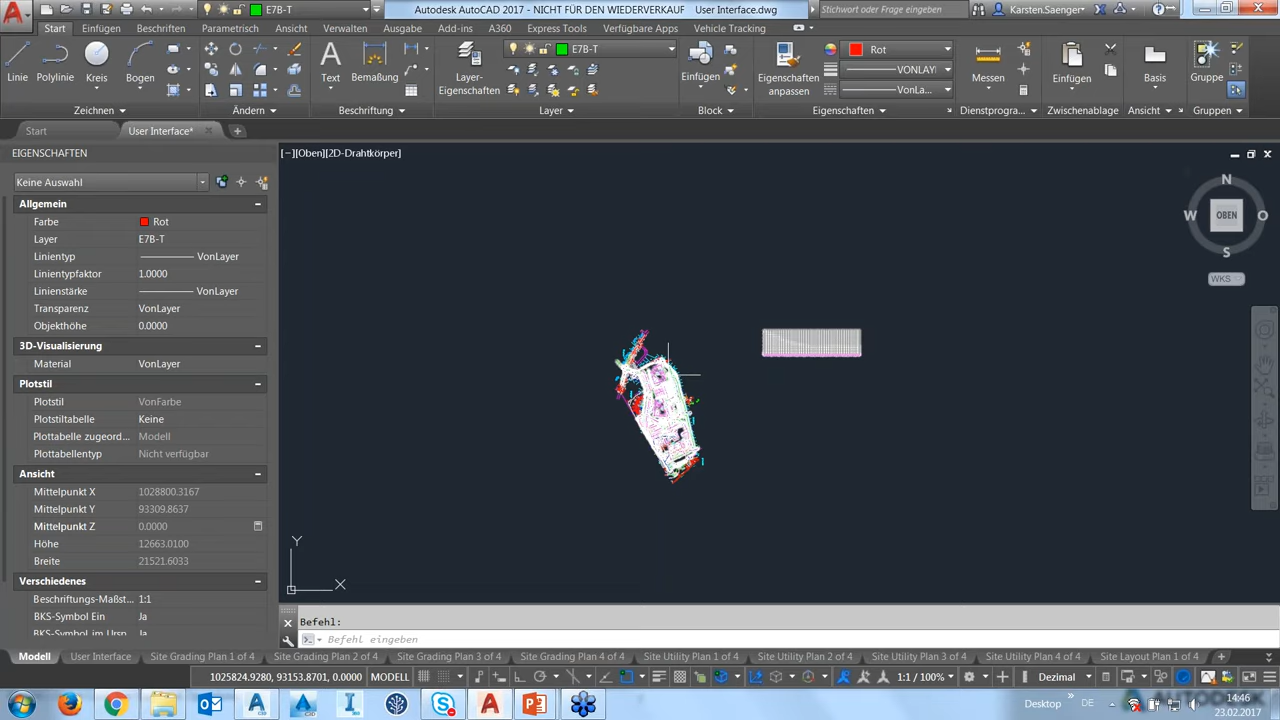 Autodesk AutoCAD 2017 - NICHT FÜR DEN WIEDERVERKAUF User Interface.dwg
E7B-T
Stichwort oder Frage eingeben
Karsten.Saenger
Start Einfügen Beschriften Parametrisch Ansicht Verwalten Ausgabe Add-ins A360 Express Tools Verfügbare Apps Vehicle Tracking
E7B-T
Rot
VONLAY
VonLa...
Linie Polyline Kreis Bogen
Text Bemaßung
Layer-
Eigenschaften
Einfügen
Eigenschaften
anpassen
Messen
Einfügen
Basis
Gruppe
Zeichnen Ändern Beschriftung Layer Block Eigenschaften Dienstprogra... Zwischenablage Ansicht Gruppen
Start User Interface*
EIGENSCHAFTEN
[−][Oben][2D-Drahtkörper]
Keine Auswahl
Allgemein
Farbe Rot
Layer E7B-T
Linientyp VonLayer
Linientypfaktor 1.0000
Linienstärke VonLayer
Transparenz VonLayer
Objekthöhe 0.0000
3D-Visualisierung
Material VonLayer
Plotstil
Plotstil VonFarbe
Plotstiltabelle Keine
Plottabelle zugeord... Modell
Plottabellentyp Nicht verfügbar
Ansicht
Mittelpunkt X 1028800.3167
Mittelpunkt Y 93309.8637
Mittelpunkt Z 0.0000
Höhe 12663.0100
Breite 21521.6033
Verschiedenes
Beschriftungs-Maßst... 1:1
BKS-Symbol Ein Ja
BKS-Symbol im Urspr... Ja
N
W OBEN O
S
WKS
Y
X
Befehl:
Befehl eingeben
Modell User Interface Site Grading Plan 1 of 4 Site Grading Plan 2 of 4 Site Grading Plan 3 of 4 Site Grading Plan 4 of 4 Site Utility Plan 1 of 4 Site Utility Plan 2 of 4 Site Utility Plan 3 of 4 Site Utility Plan 4 of 4 Site Layout Plan 1 of 4
1025824.9280, 93153.8701, 0.0000 MODELL
1:1 / 100%
Dezimal
Desktop
DE
14:46
23.02.2017